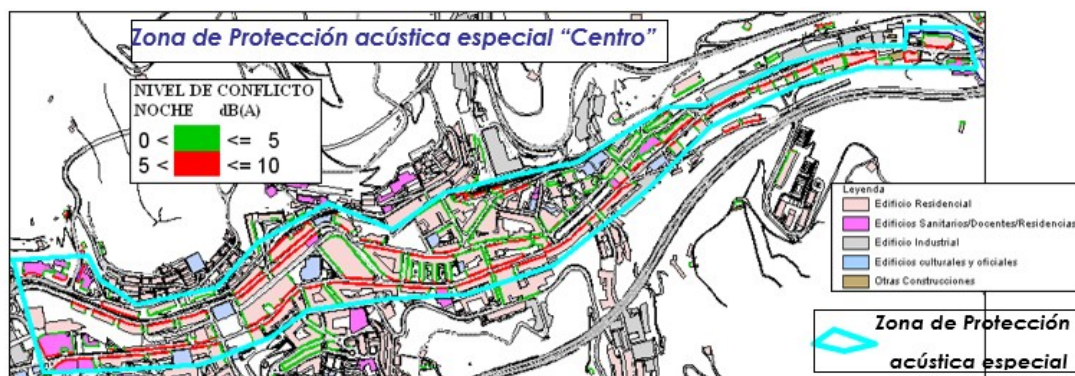 Zona de Protección acústica especial “Centro”
NIVEL DE CONFLICTO
NOCHE dB(A)
0 < <= 5
5 < <= 10
Leyenda
Edificio Residencial
Edificios Sanitarios/Docentes/Residencias
Edificio Industrial
Edificios culturales y oficiales
Otras Construcciones
Zona de Protección
acústica especial